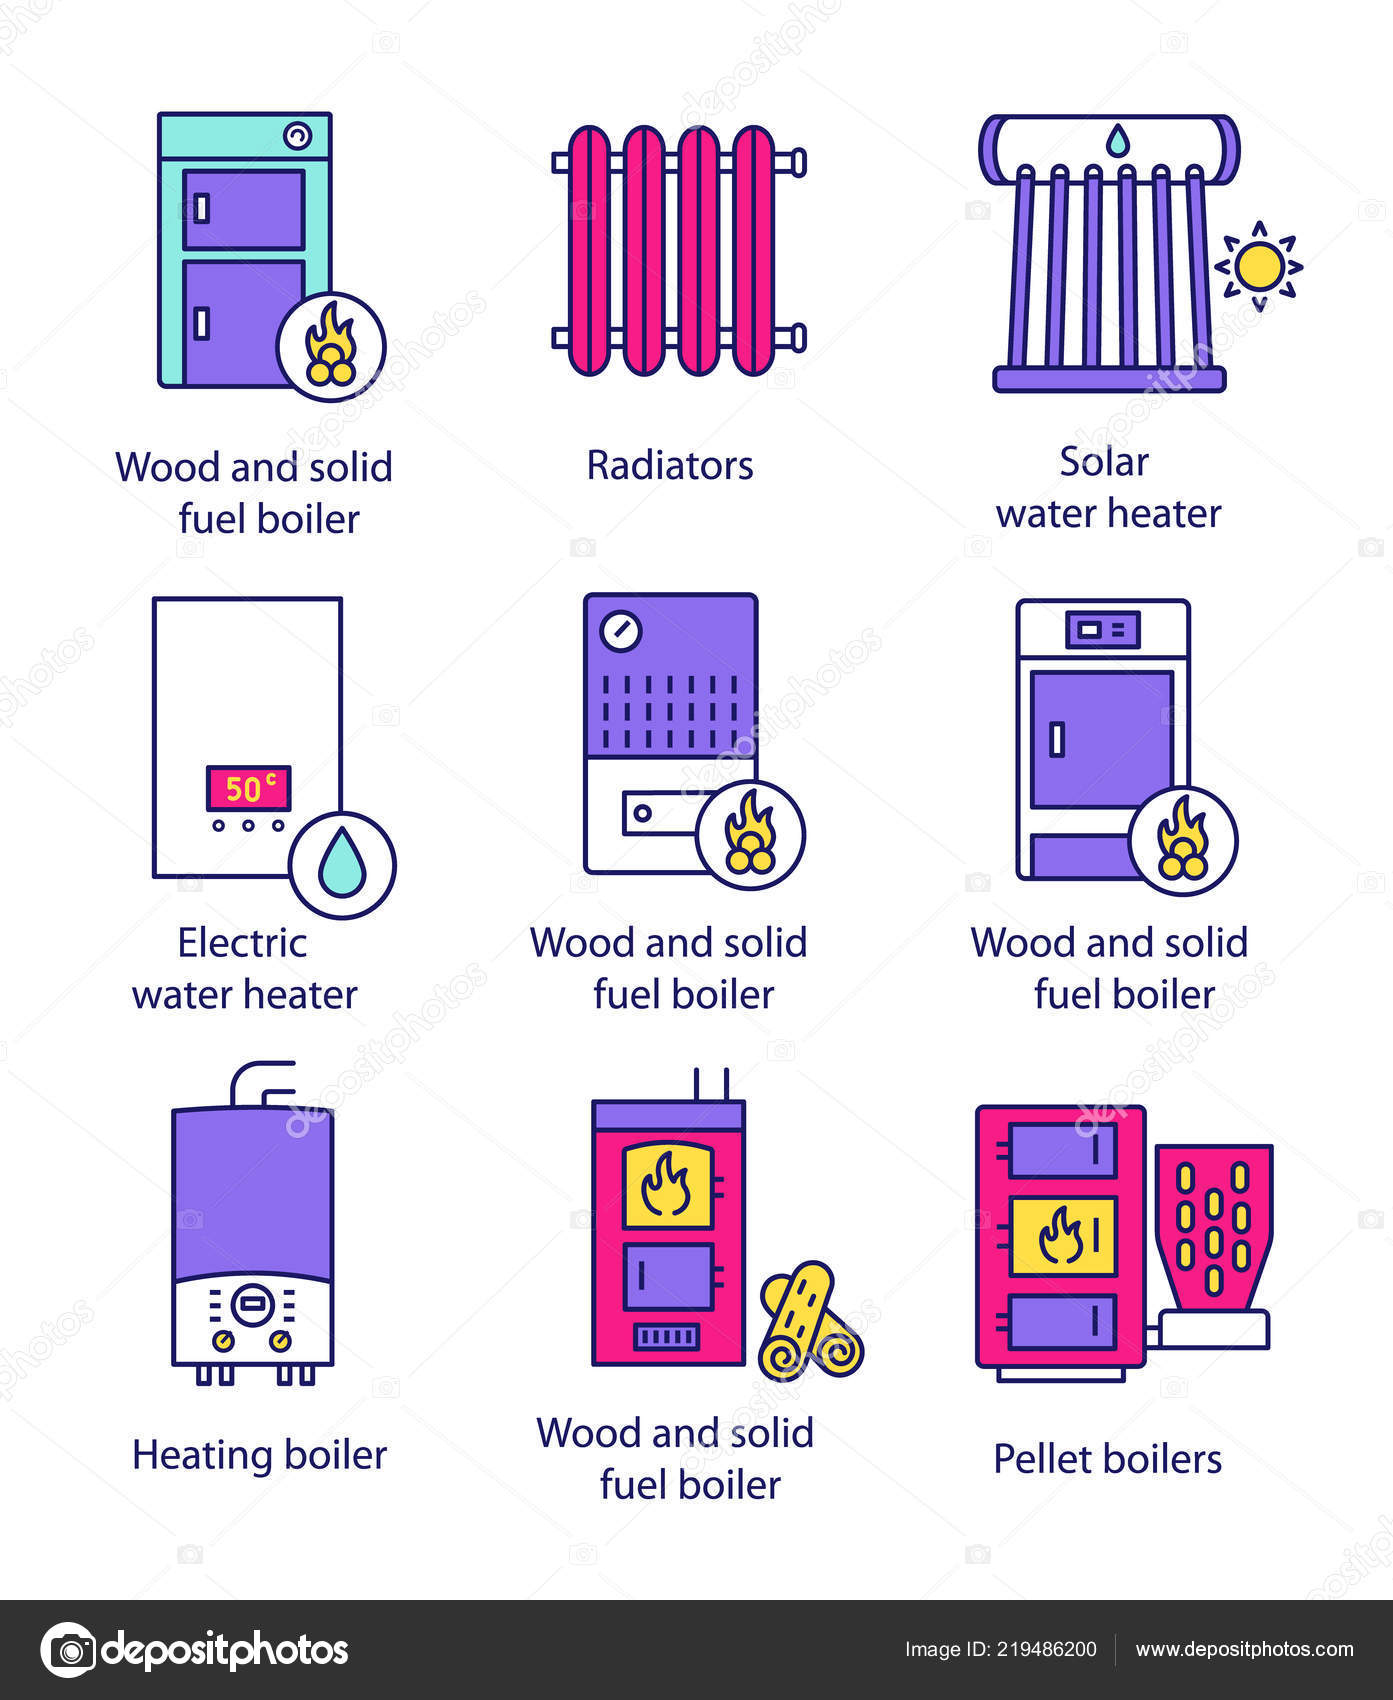 Wood and solid
fuel boiler
Radiators
Solar
water heater
50 c
Electric
water heater
Wood and solid
fuel boiler
Wood and solid
fuel boiler
Heating boiler
Wood and solid
fuel boiler
Pellet boilers
depositphotos
Image ID: 219486200
www.depositphotos.com